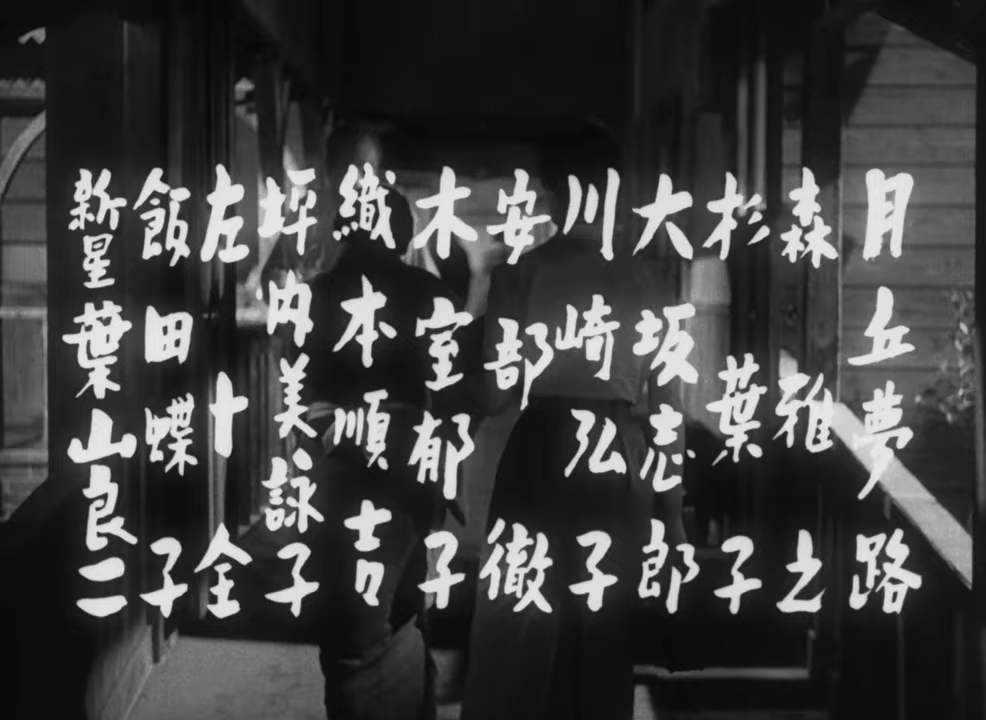 月丘夢路
森雅之
杉葉子
大坂志郎
川崎弘子
安部徹
木室郁子
織本順吉
坪内美詠子
左十全
飯田蝶子
新星葉山良二